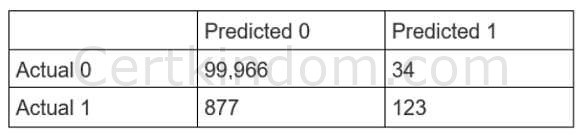 Predicted 0 Predicted 1
Certkindom.com
Actual 0 99,966 34
Actual 1 877 123